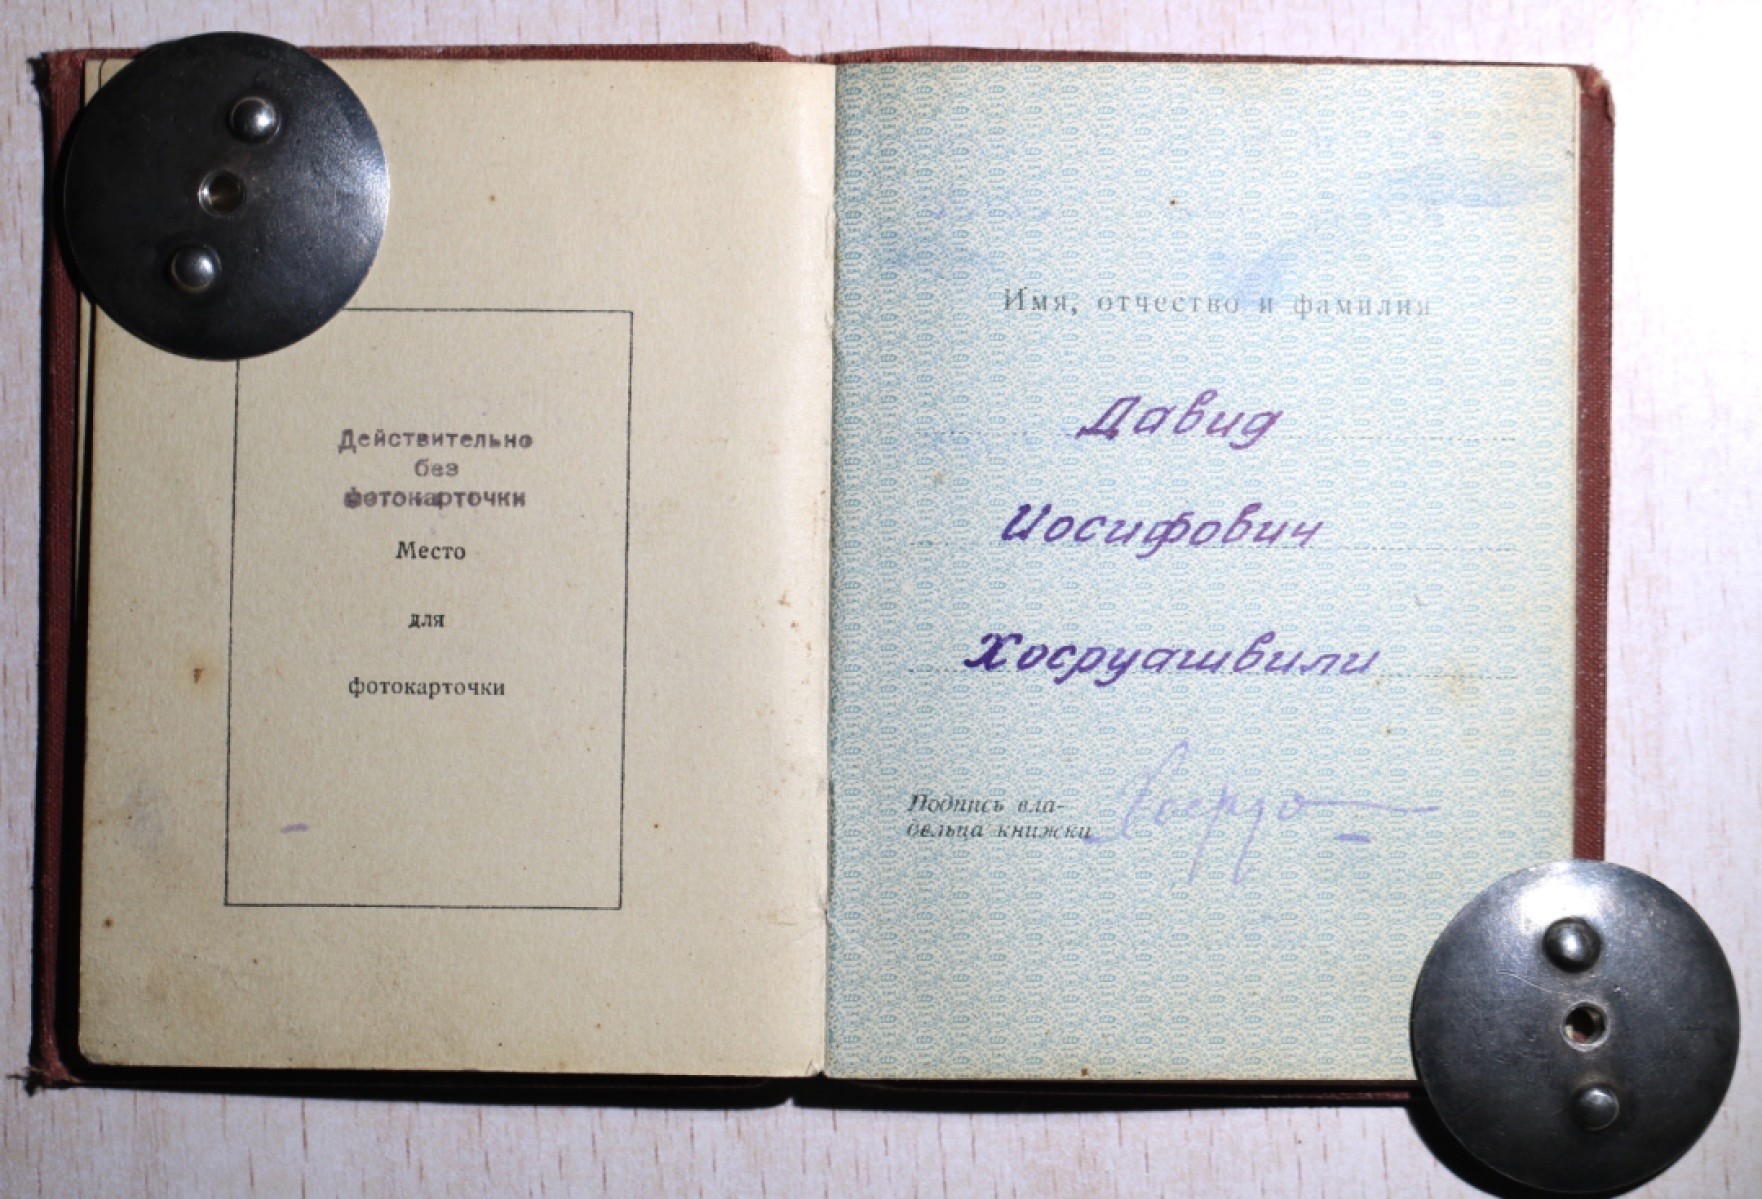 Действительно
без
фотокарточки
Место
для
фотокарточки
Имя, отчество и фамилия
Давид
Иосифович
Хосруашвили
Подпись вла-
дельца книжки